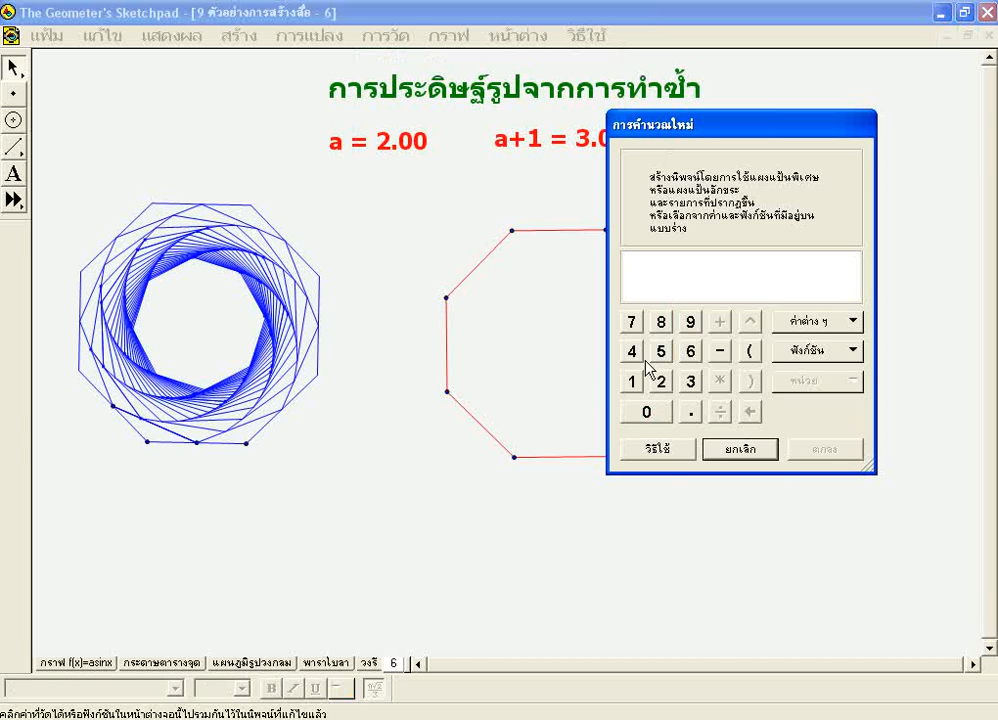 The Geometer's Sketchpad - [9 ตัวอย่างการสร้างสื่อ - 6]
แฟ้ม แก้ไข แสดงผล สร้าง การแปลง การวัด กราฟ หน้าต่าง วิธีใช้
การประดิษฐ์รูปจากการทำซ้ำ
a = 2.00
a+1 = 3.0
การคำนวณใหม่
สร้างนิพจน์โดยการใช้แผงแป้นพิเศษ
หรือแผงแป้นอักขระ
และรายการที่ปรากฏขึ้น
หรือเลือกจากค่าและฟังก์ชันที่มีอยู่บน
แบบร่าง
7 8 9 + ^ ค่าต่าง ๆ
4 5 6 - ( ฟังก์ชัน
1 2 3 * ) หน่วย
0 . ÷ ←
วิธีใช้ ยกเลิก ตกลง
A
กราฟ f(x)=asinx กระดาษตารางจุด แผนภูมิรูปวงกลม พาราโบลา วงรี 6
B I U
คลิกค่าที่วัดได้หรือฟังก์ชันในหน้าต่างจอนี้ไปรวมกันไว้ในนิพจน์ที่แก้ไขแล้ว